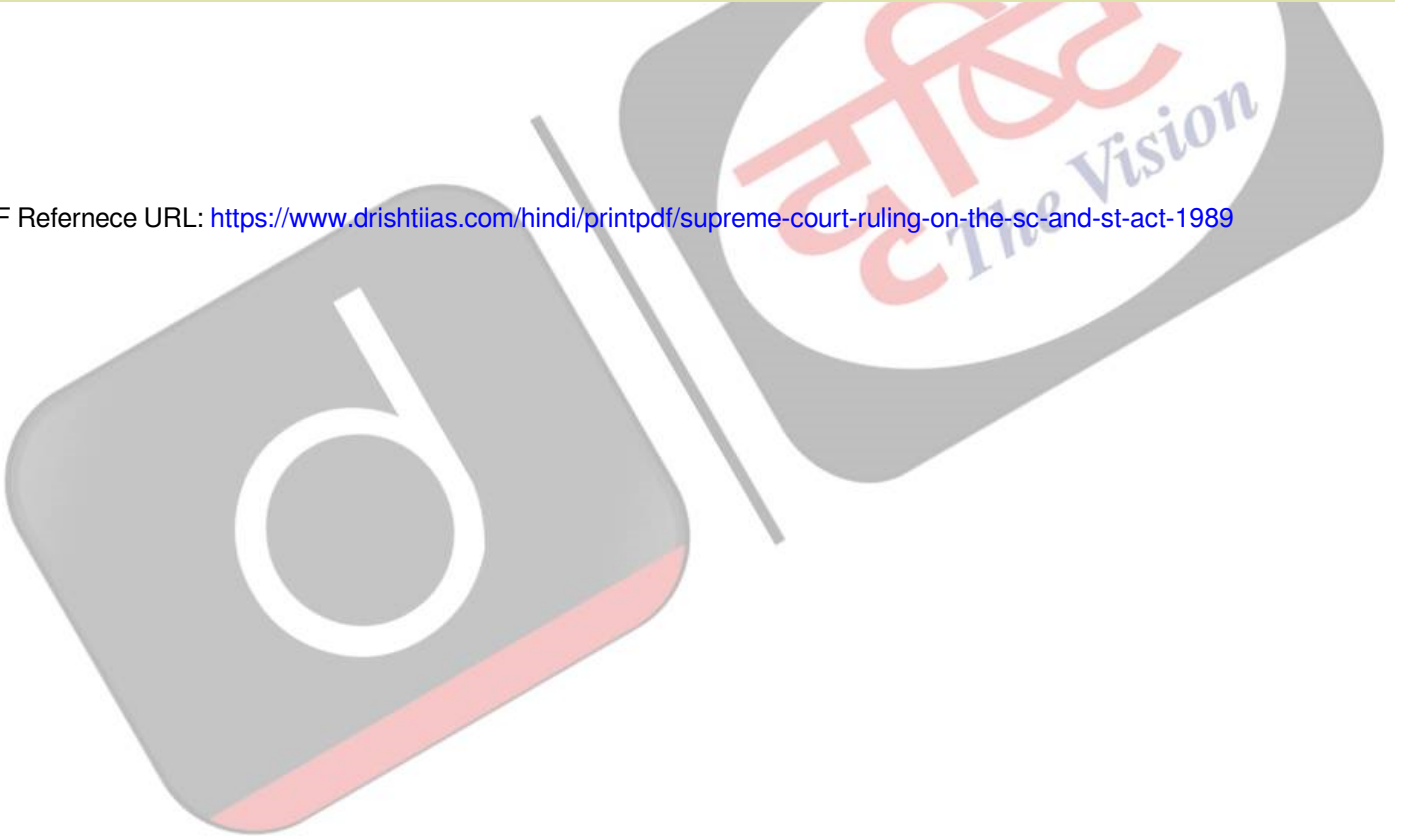 दृष्टि
The Vision
F Refernece URL: https://www.drishtiias.com/hindi/printpdf/supreme-court-ruling-on-the-sc-and-st-act-1989
d